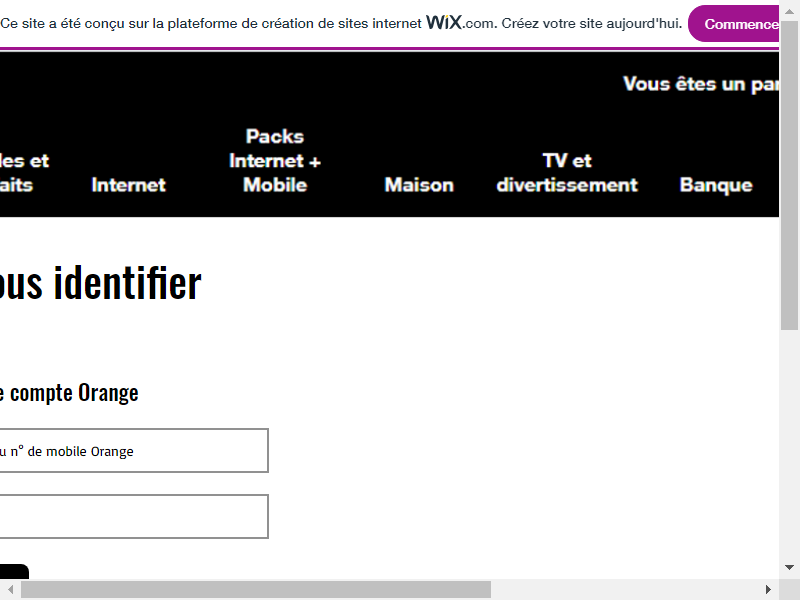 Ce site a été conçu sur la plateforme de création de sites internet WiX.com. Créez votre site aujourd'hui. Commence
Vous êtes un par
les et aits
Internet
Packs
Internet +
Mobile
Maison
TV et
divertissement
Banque
ous identifier
e compte Orange
u n° de mobile Orange